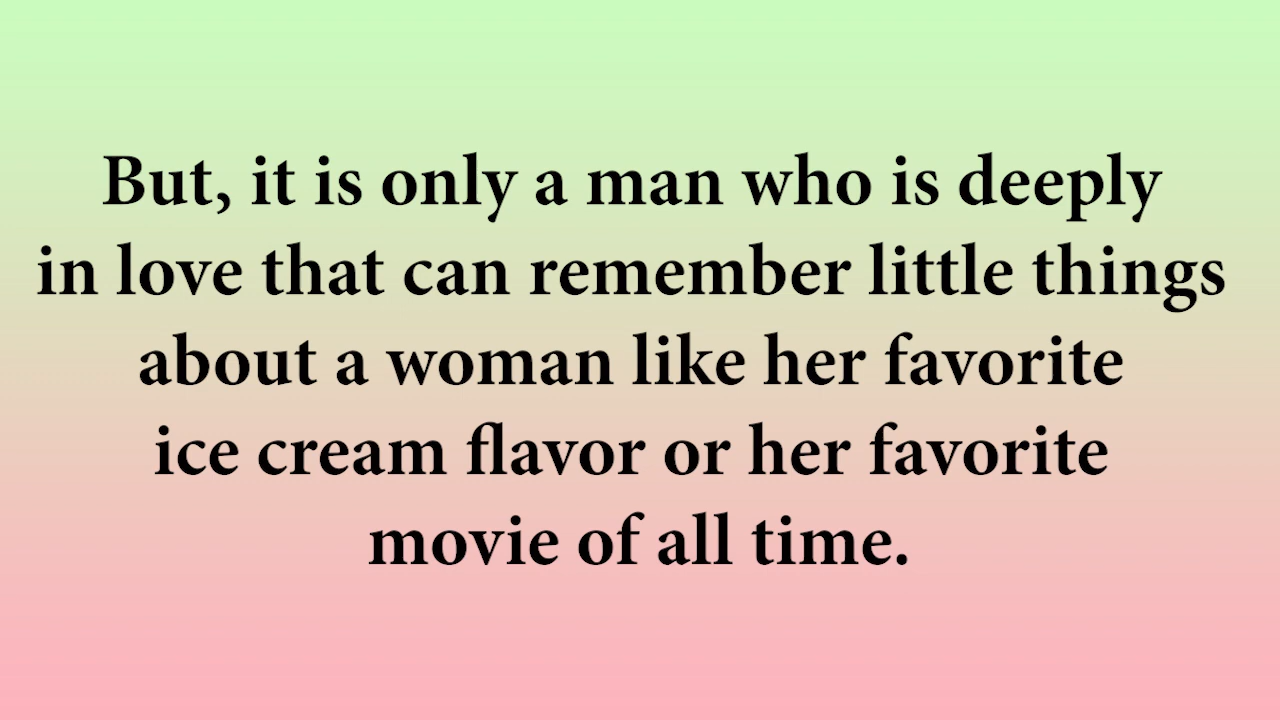 But, it is only a man who is deeply
in love that can remember little things
about a woman like her favorite
ice cream flavor or her favorite
movie of all time.